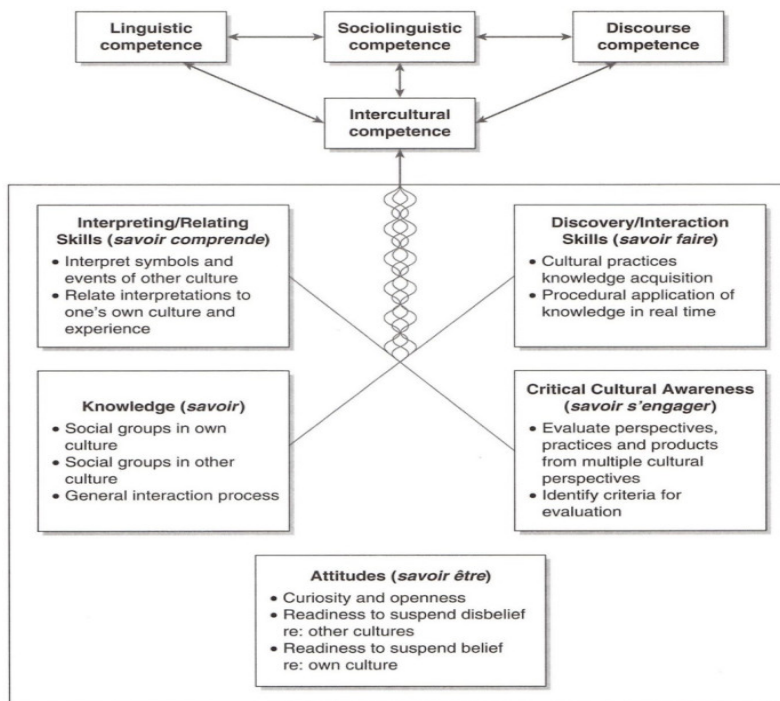 Linguistic
competence
Sociolinguistic
competence
Discourse
competence
Intercultural
competence
Interpreting/Relating
Skills (savoir comprende)
• Interpret symbols and
events of other culture
• Relate interpretations to
one's own culture and
experience
Discovery/Interaction
Skills (savoir faire)
• Cultural practices
knowledge acquisition
• Procedural application of
knowledge in real time
Knowledge (savoir)
• Social groups in own
culture
• Social groups in other
culture
• General interaction process
Critical Cultural Awareness
(savoir s'engager)
• Evaluate perspectives,
practices and products
from multiple cultural
perspectives
• Identify criteria for
evaluation
Attitudes (savoir être)
• Curiosity and openness
• Readiness to suspend disbelief
re: other cultures
• Readiness to suspend belief
re: own culture